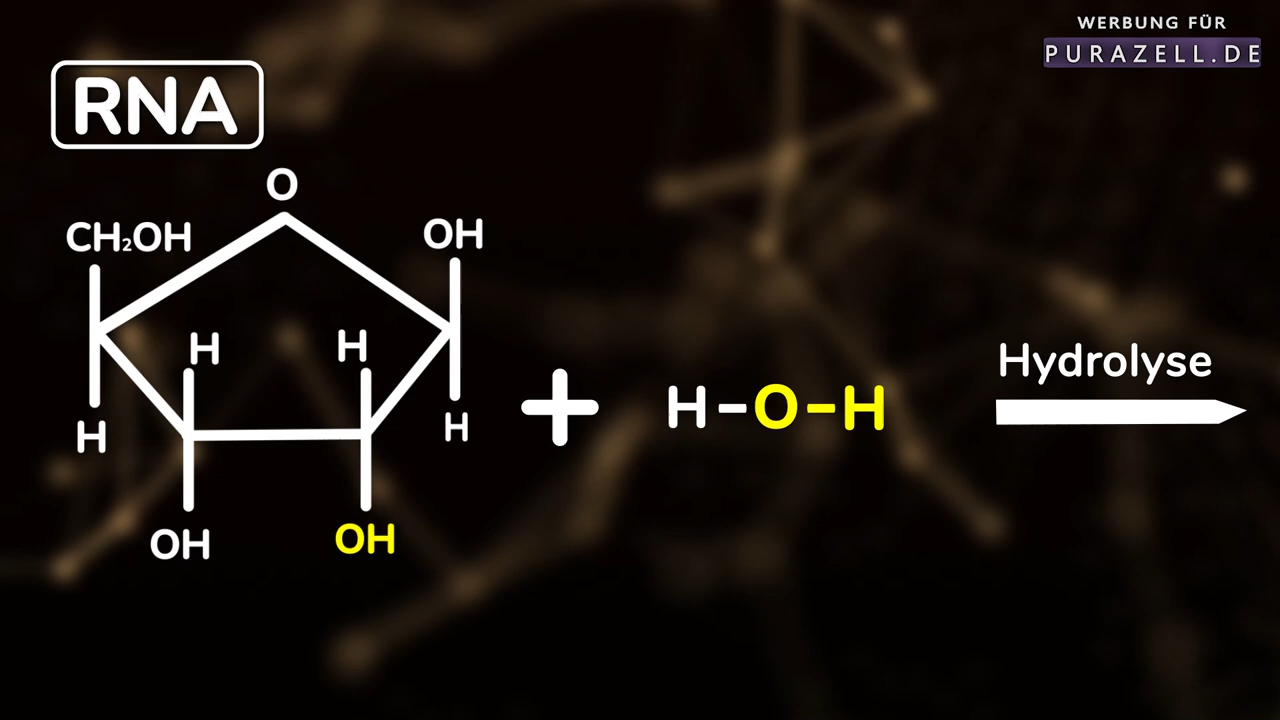 WERBUNG FÜR
PURAZELL.DE
RNA
O
CH₂OH
OH
H
H
H
H
OH
OH
+
H-O-H
Hydrolyse